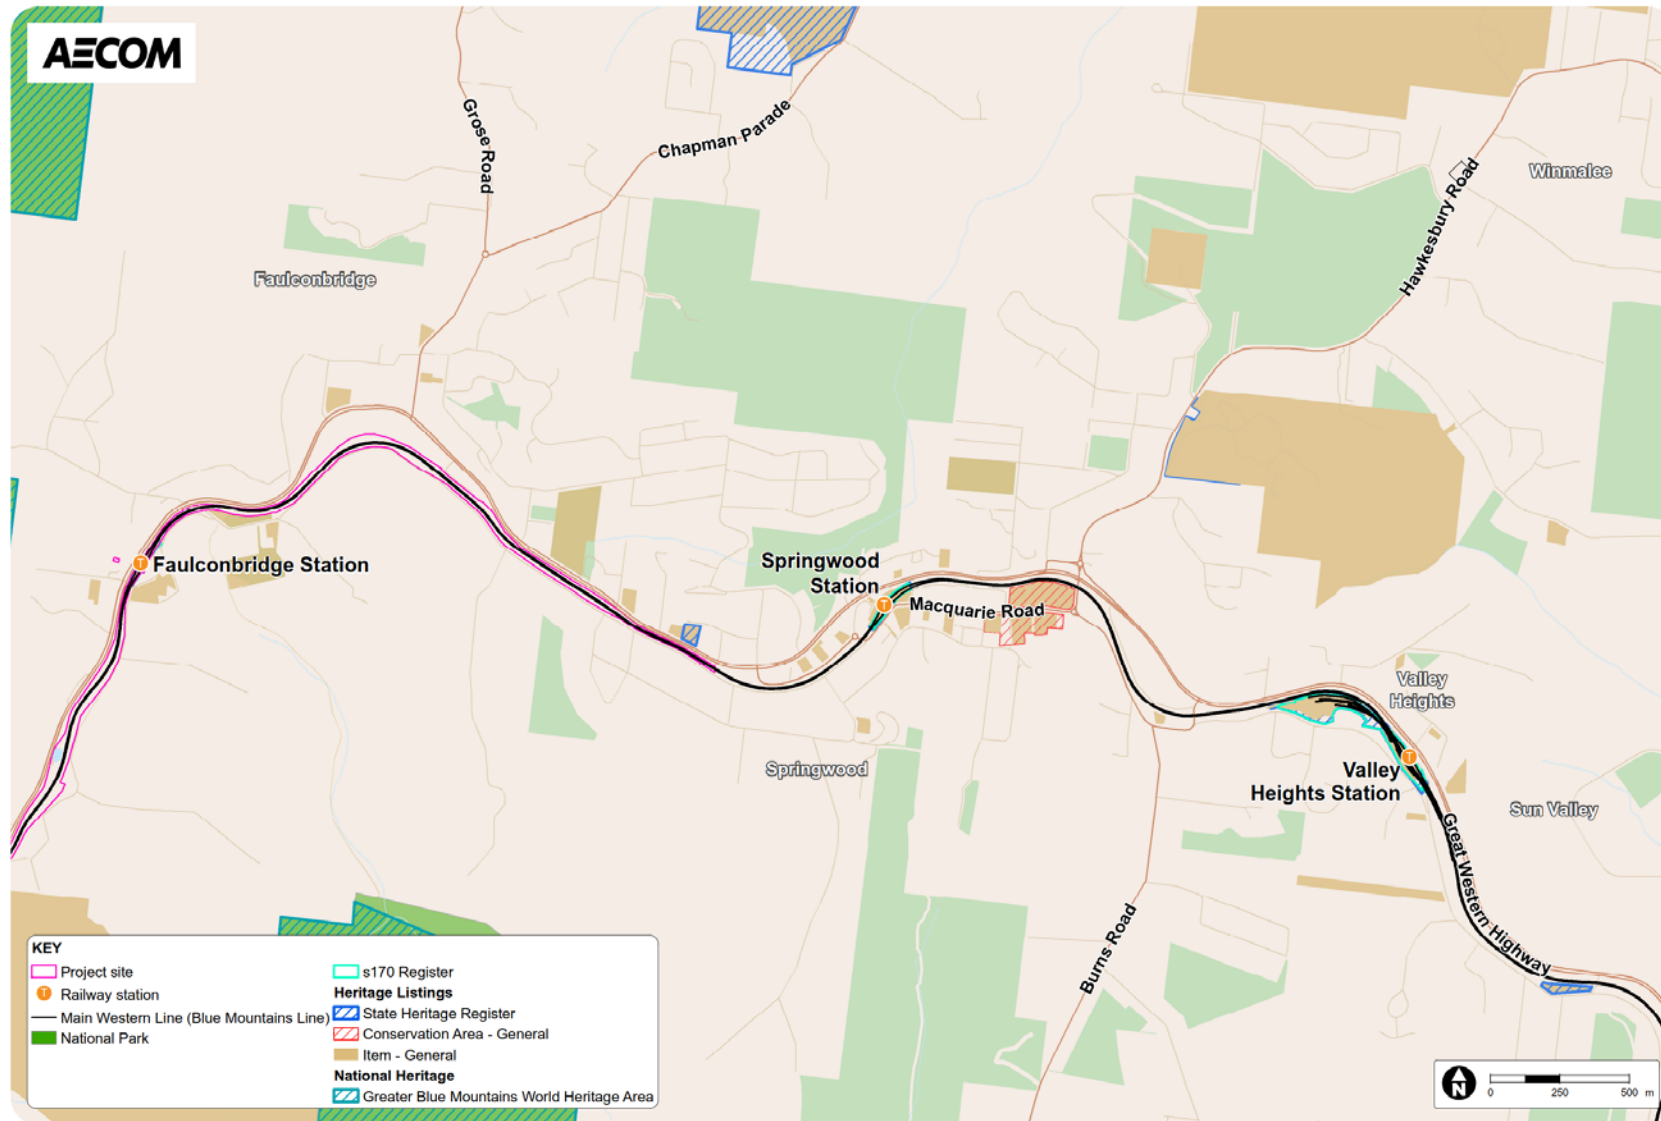 AECOM
Grose Road
Chapman Parade
Hawkesbury Road
Winmalee
Faulconbridge
Faulconbridge Station
Springwood
Station
Macquarie Road
Valley
Heights
Springwood
Valley
Heights Station
Sun Valley
Great Western Highway
Burns Road
KEY
Project site
T Railway station
Main Western Line (Blue Mountains Line)
National Park
s170 Register
Heritage Listings
State Heritage Register
Conservation Area - General
Item - General
National Heritage
Greater Blue Mountains World Heritage Area
N
0 250 500 m